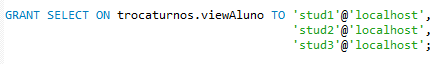 GRANT SELECT ON trocaturnos.viewAluno TO 'stud1'@'localhost',
'stud2'@'localhost',
'stud3'@'localhost';